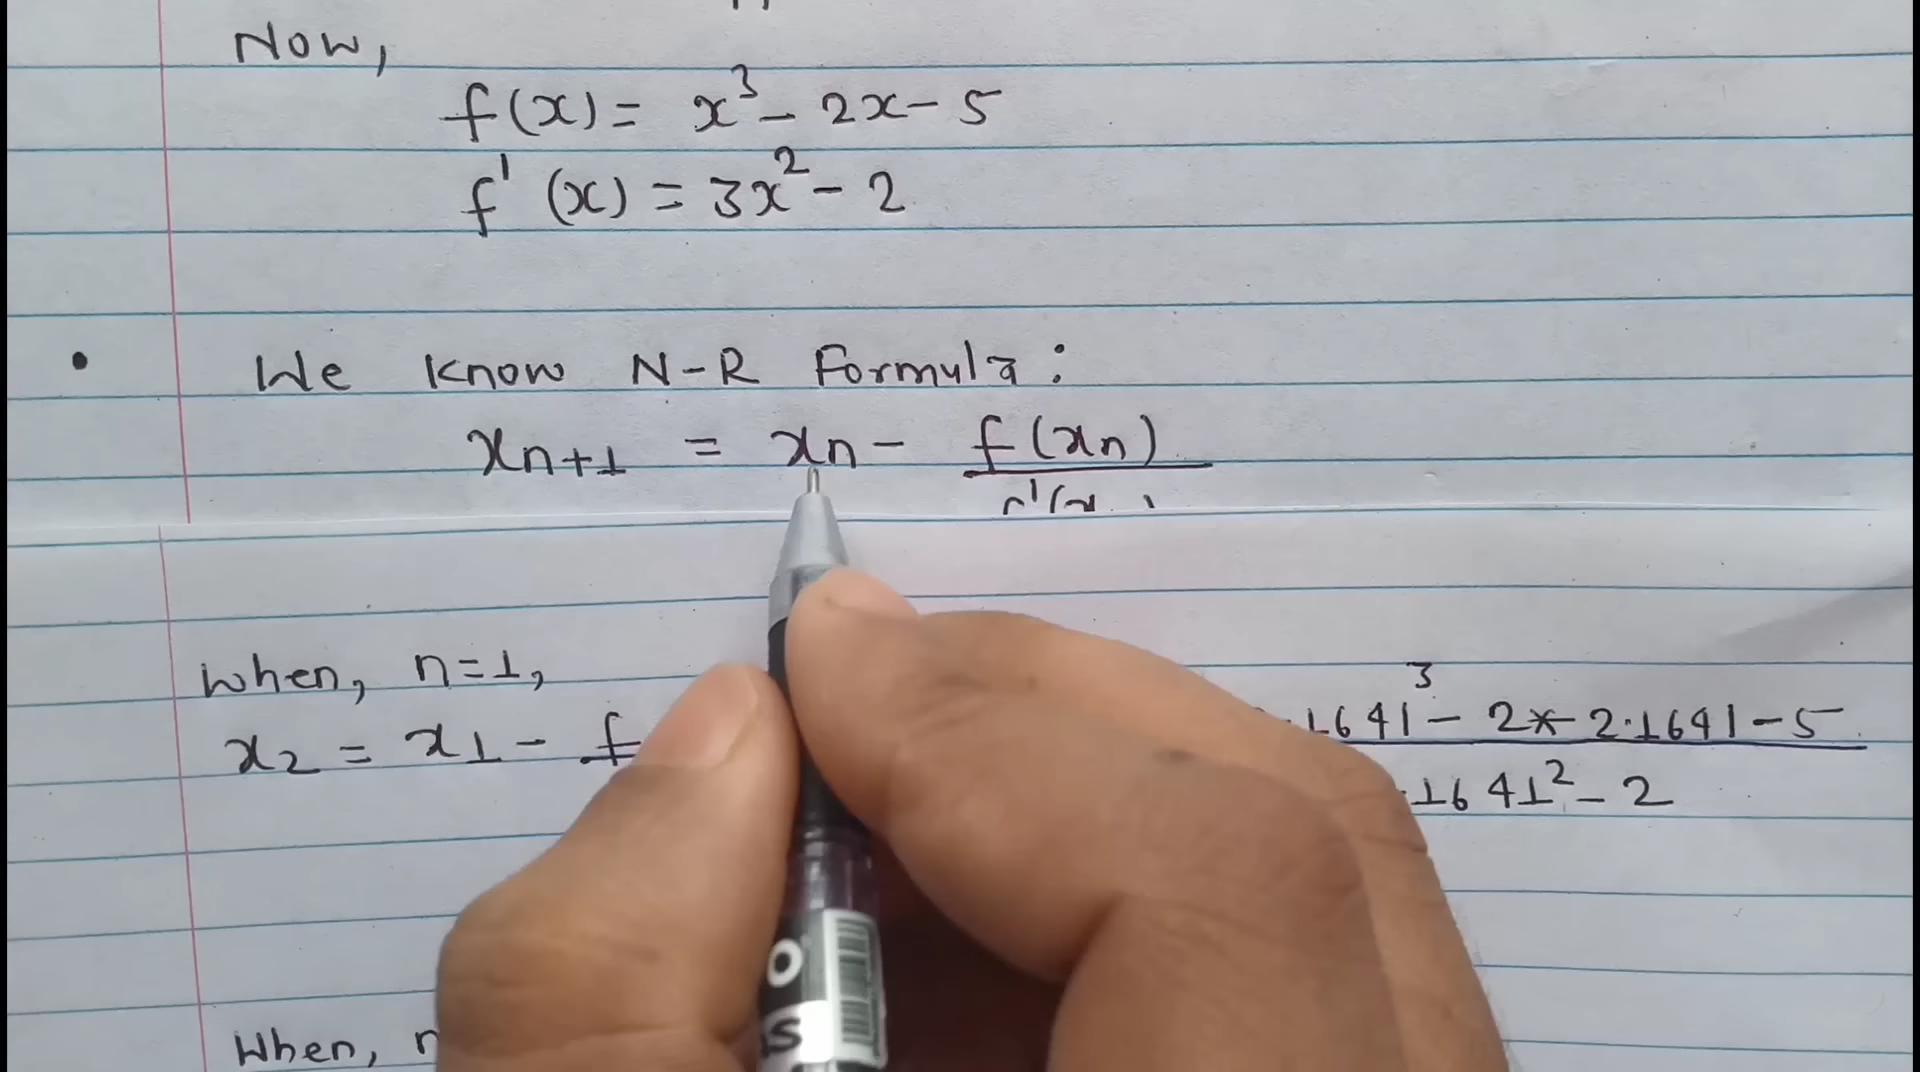 Now,
f(x) = x³ - 2x - 5
f'(x) = 3x² - 2
• We know N-R Formula:
xn+1 = xn - f(xn)
when, n=1,
x2 = x1 - f
1641³ - 2* 2.1641 - 5
.1641² - 2
When, n